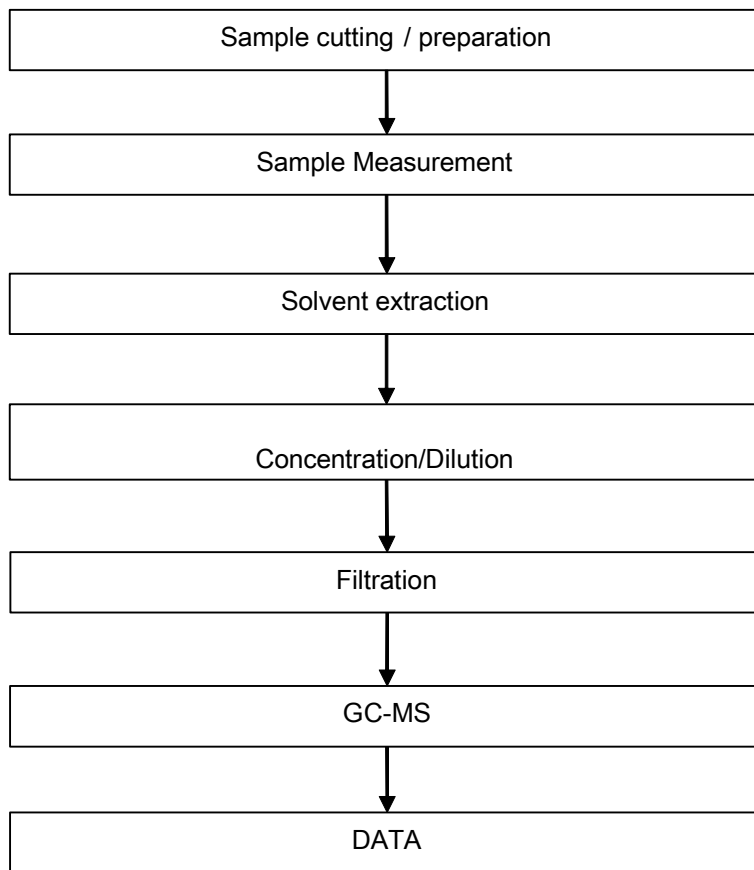 Sample cutting / preparation
Sample Measurement
Solvent extraction
Concentration/Dilution
Filtration
GC-MS
DATA